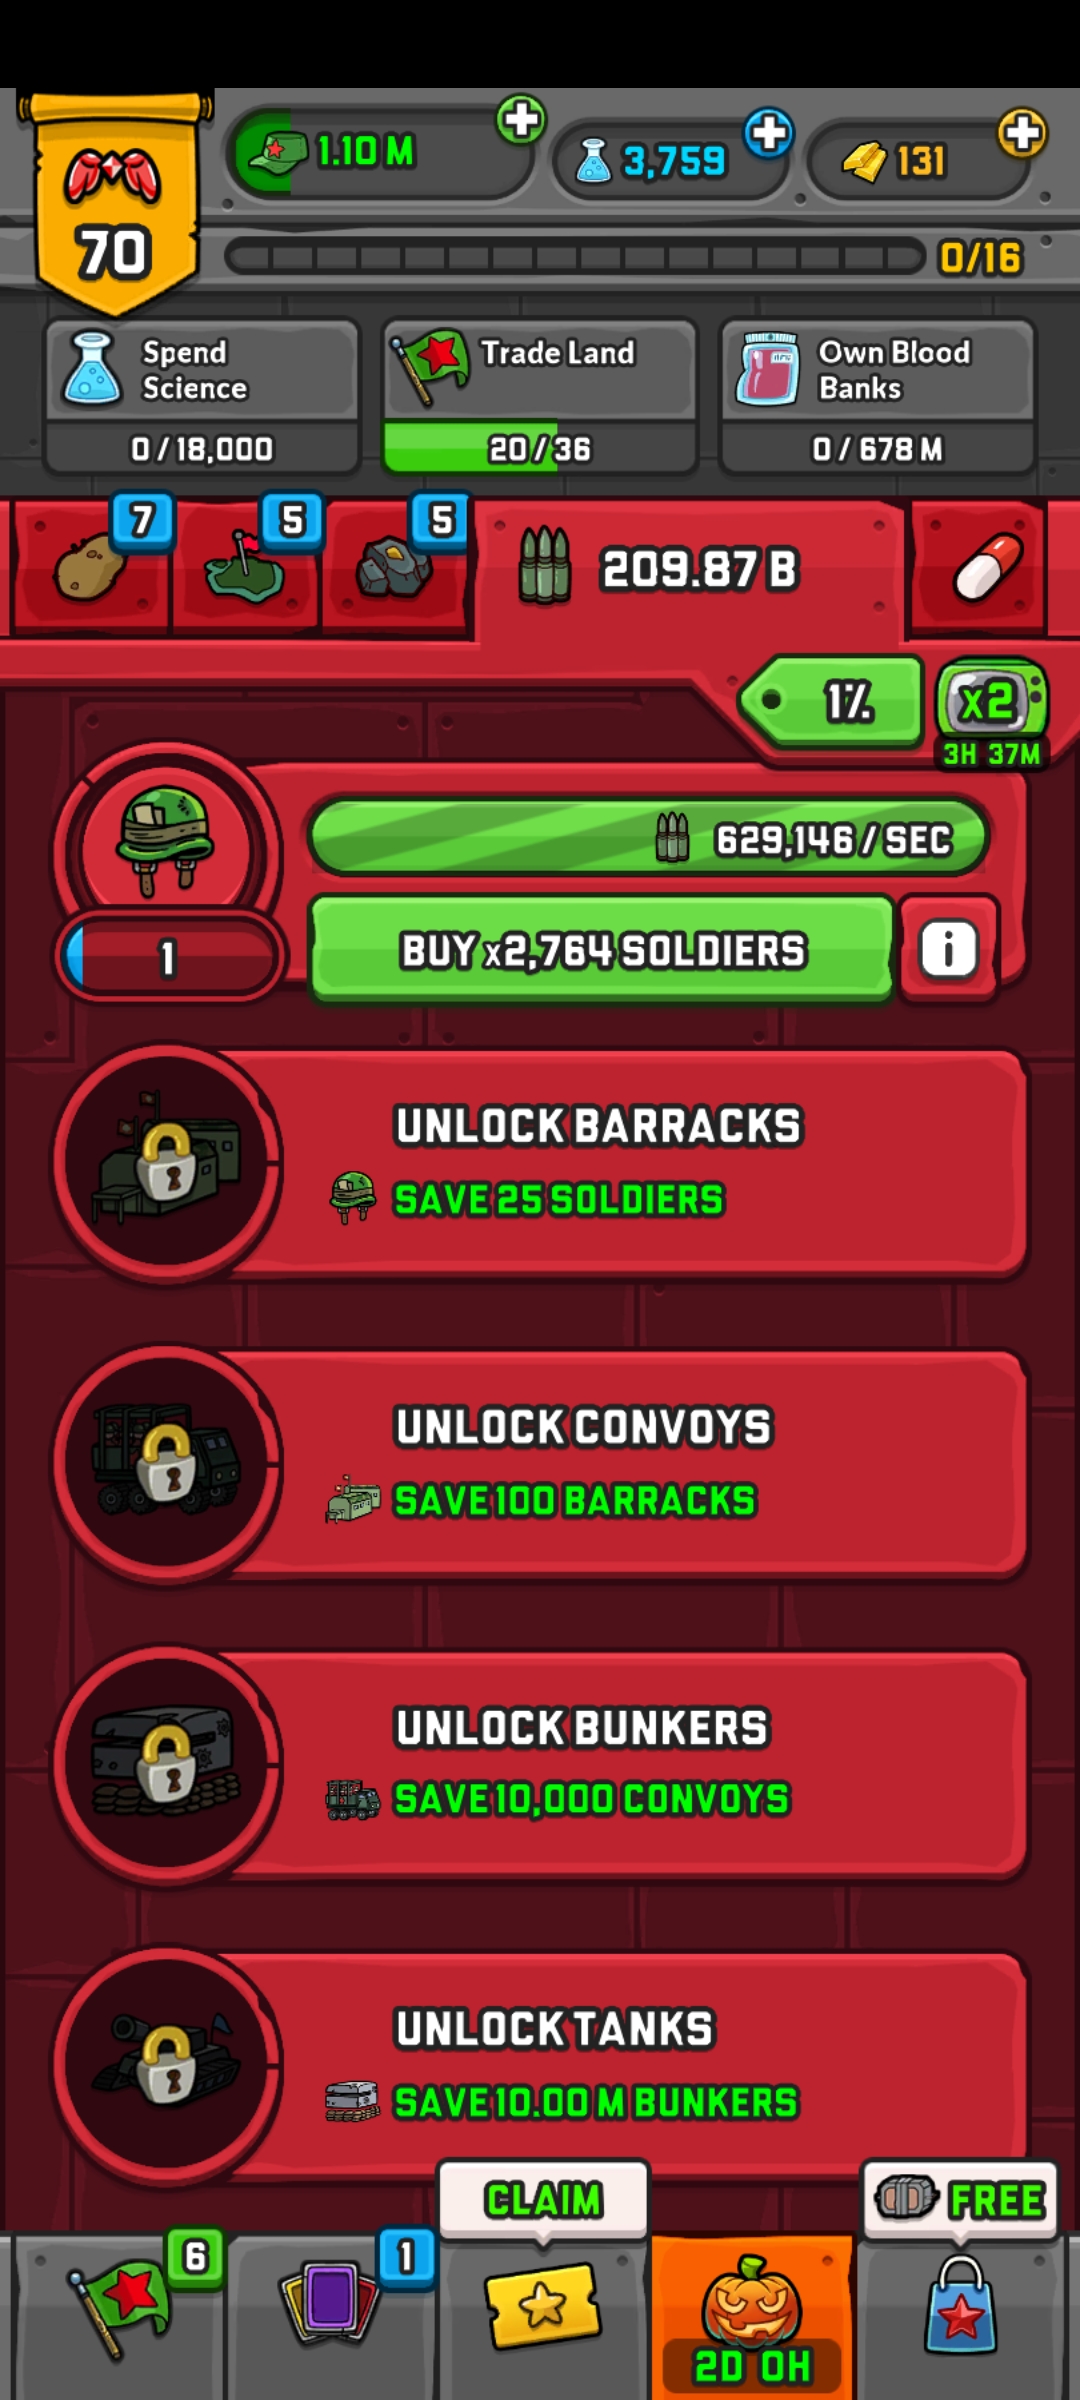 70
1.10 M
3,759
131
0/16
Spend
Science
0 / 18,000
Trade Land
20 / 36
Own Blood
Banks
0 / 678 M
7
5
5
209.87 B
1%
x2
3H 37M
629,146 / SEC
1
BUY x2,764 SOLDIERS
i
UNLOCK BARRACKS
SAVE 25 SOLDIERS
UNLOCK CONVOYS
SAVE 100 BARRACKS
UNLOCK BUNKERS
SAVE 10,000 CONVOYS
UNLOCK TANKS
SAVE 10.00 M BUNKERS
CLAIM
FREE
6
1
2D 0H